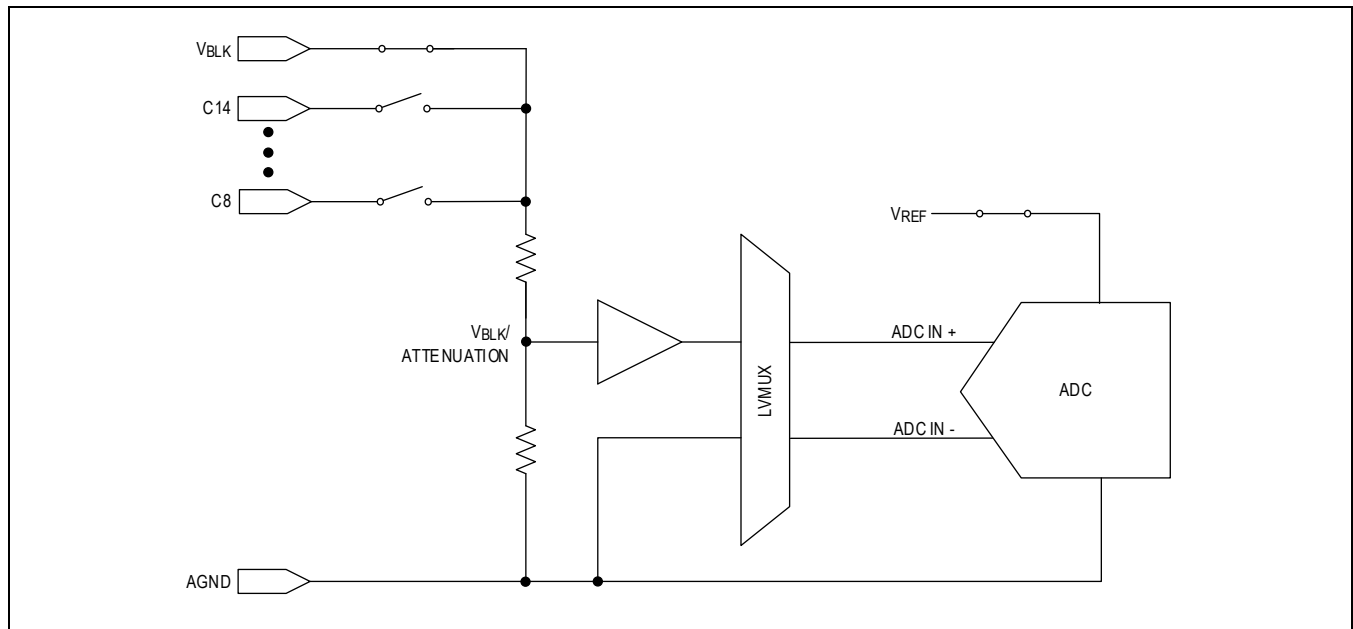 VBLK
C14
C8
VREF
VBLK/
ATTENUATION
LVMUX
ADC IN +
ADC
ADC IN -
AGND